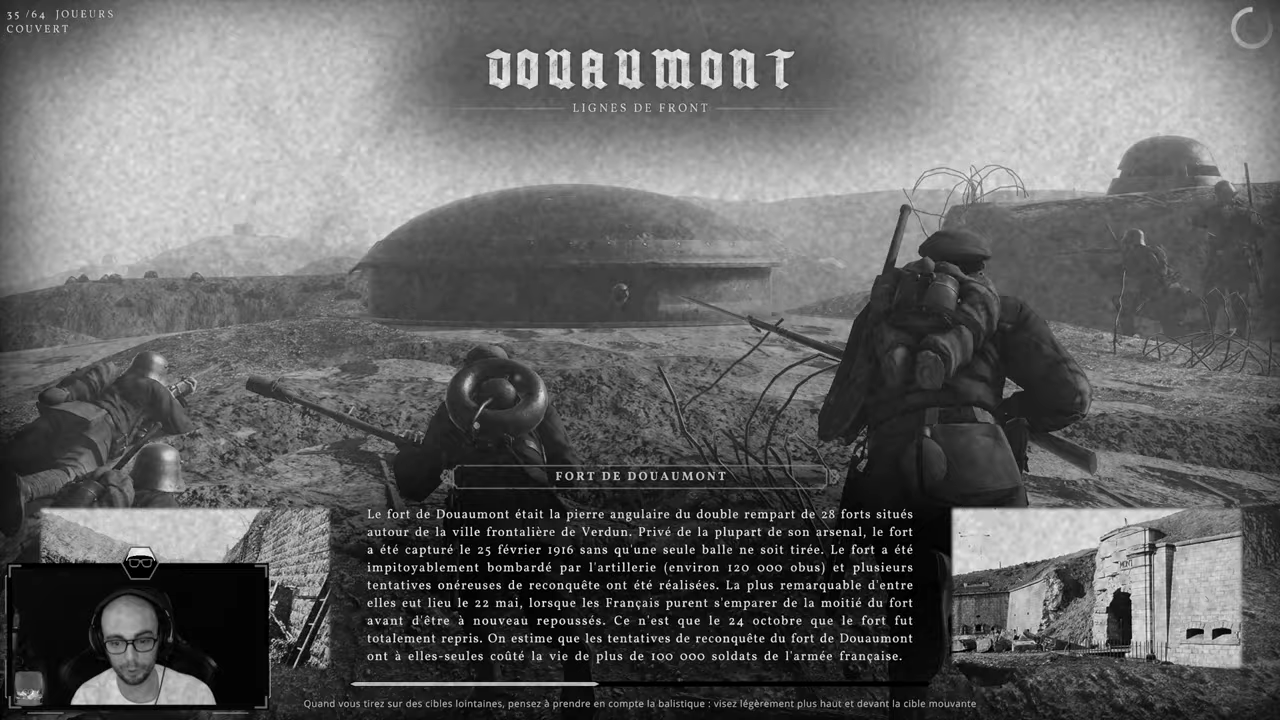 35 /64 JOUEURS
COUVERT
DOUAUMONT
LIGNES DE FRONT
FORT DE DOUAUMONT
Le fort de Douaumont était la pierre angulaire du double rempart de 28 forts situés
autour de la ville frontalière de Verdun. Privé de la plupart de son arsenal, le fort
a été capturé le 25 février 1916 sans qu'une seule balle ne soit tirée. Le fort a été
impitoyablement bombardé par l'artillerie (environ 120 000 obus) et plusieurs
tentatives onéreuses de reconquête ont été réalisées. La plus remarquable d'entre
elles eut lieu le 22 mai, lorsque les Français purent s'emparer de la moitié du fort
avant d'être à nouveau repoussés. Ce n'est que le 24 octobre que le fort fut
totalement repris. On estime que les tentatives de reconquête du fort de Douaumont
ont à elles-seules coûté la vie de plus de 100 000 soldats de l'armée française.
Quand vous tirez sur des cibles lointaines, pensez à prendre en compte la balistique : visez légèrement plus haut et devant la cible mouvante